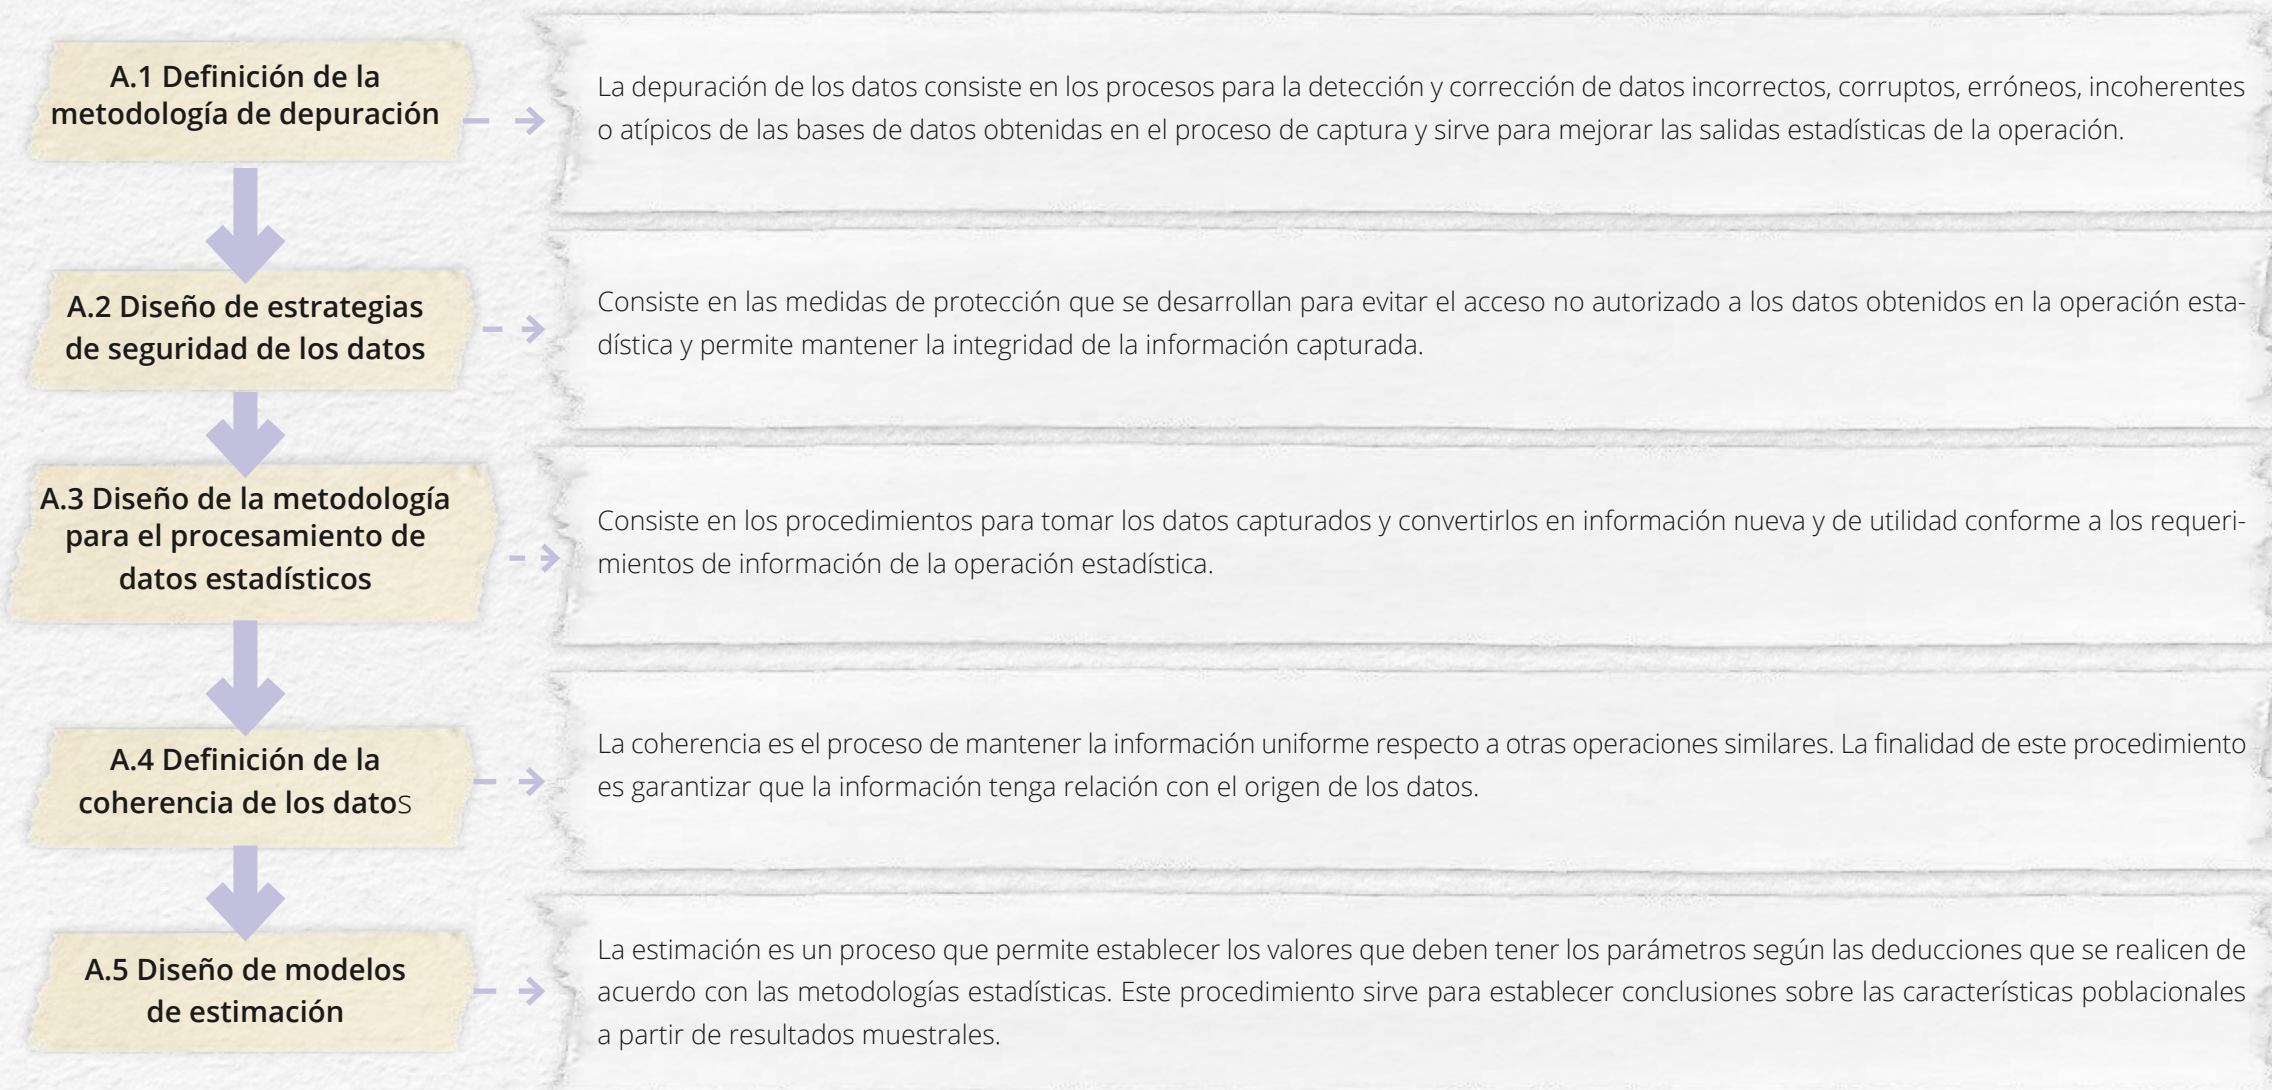 A.1 Definición de la
metodología de depuración
La depuración de los datos consiste en los procesos para la detección y corrección de datos incorrectos, corruptos, erróneos, incoherentes
o atípicos de las bases de datos obtenidas en el proceso de captura y sirve para mejorar las salidas estadísticas de la operación.
A.2 Diseño de estrategias
de seguridad de los datos
Consiste en las medidas de protección que se desarrollan para evitar el acceso no autorizado a los datos obtenidos en la operación esta-
dística y permite mantener la integridad de la información capturada.
A.3 Diseño de la metodología
para el procesamiento de
datos estadísticos
Consiste en los procedimientos para tomar los datos capturados y convertirlos en información nueva y de utilidad conforme a los requeri-
mientos de información de la operación estadística.
A.4 Definición de la
coherencia de los datos
La coherencia es el proceso de mantener la información uniforme respecto a otras operaciones similares. La finalidad de este procedimiento
es garantizar que la información tenga relación con el origen de los datos.
A.5 Diseño de modelos
de estimación
La estimación es un proceso que permite establecer los valores que deben tener los parámetros según las deducciones que se realicen de
acuerdo con las metodologías estadísticas. Este procedimiento sirve para establecer conclusiones sobre las características poblacionales
a partir de resultados muestrales.